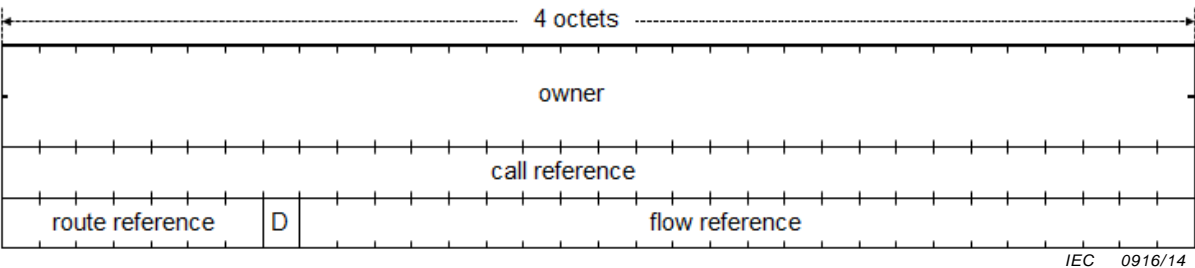 4 octets
owner
call reference
route reference D flow reference
IEC 0916/14